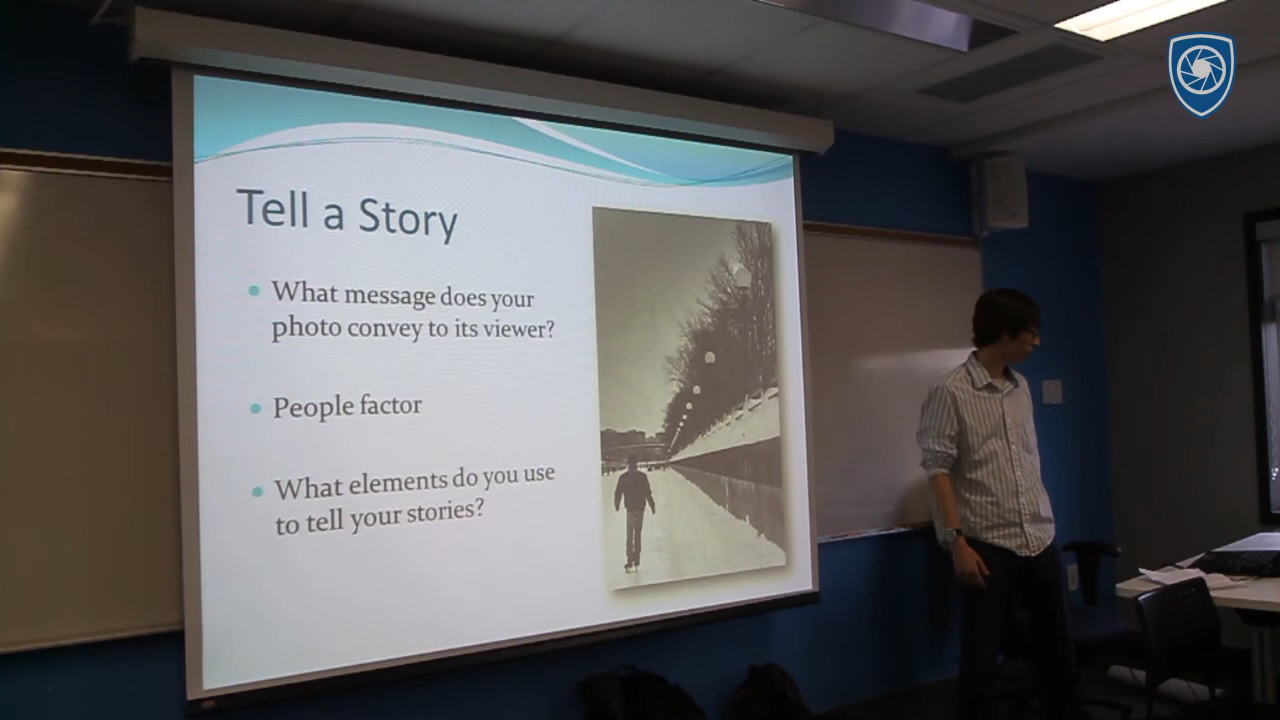 Tell a Story
What message does your
photo convey to its viewer?
People factor
What elements do you use
to tell your stories?